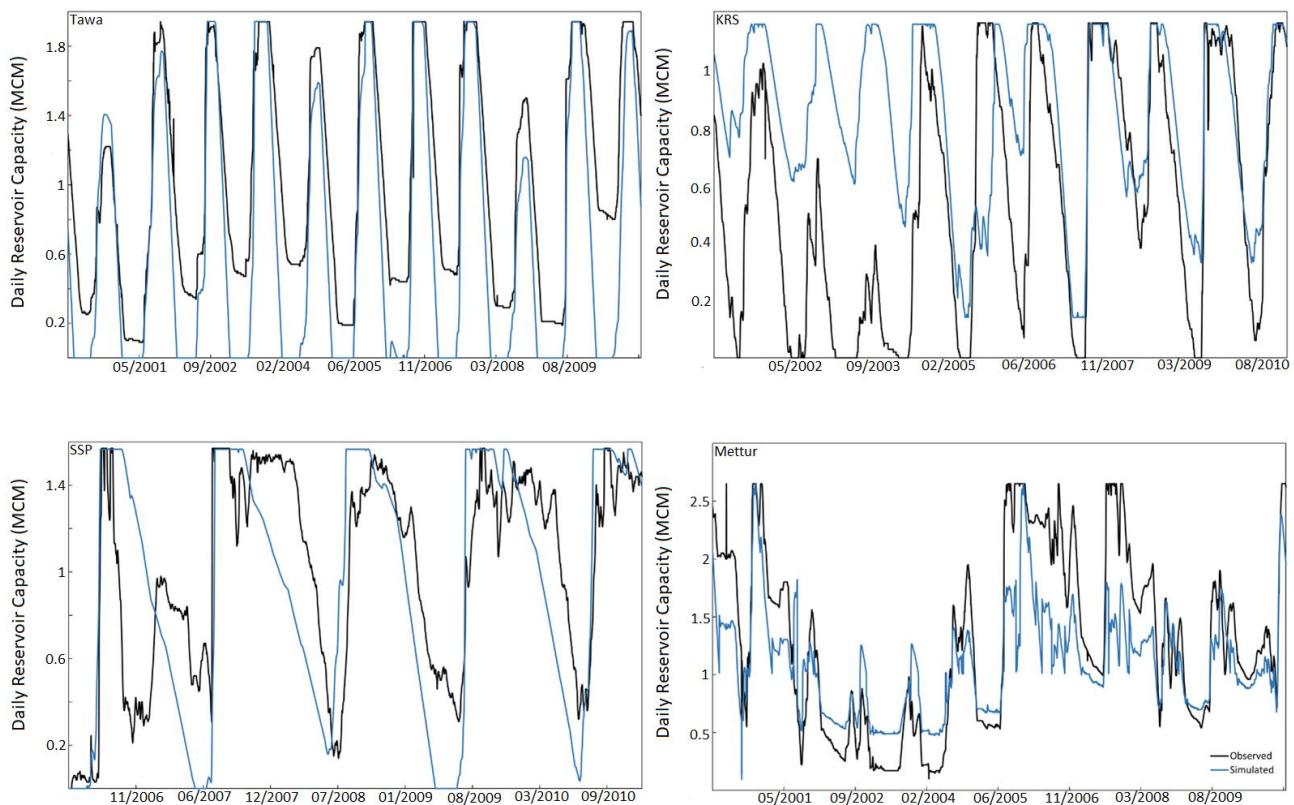 Tawa
Daily Reservoir Capacity (MCM)
1.8
1.4
1
0.6
0.2
05/2001 09/2002 02/2004 06/2005 11/2006 03/2008 08/2009
KRS
Daily Reservoir Capacity (MCM)
1
0.8
0.6
0.4
0.2
05/2002 09/2003 02/2005 06/2006 11/2007 03/2009 08/2010
SSP
Daily Reservoir Capacity (MCM)
1.4
1
0.6
0.2
11/2006 06/2007 12/2007 07/2008 01/2009 08/2009 03/2010 09/2010
Mettur
Daily Reservoir Capacity (MCM)
2.5
2
1.5
1
0.5
05/2001 09/2002 02/2004 06/2005 11/2006 03/2008 08/2009
Observed
Simulated